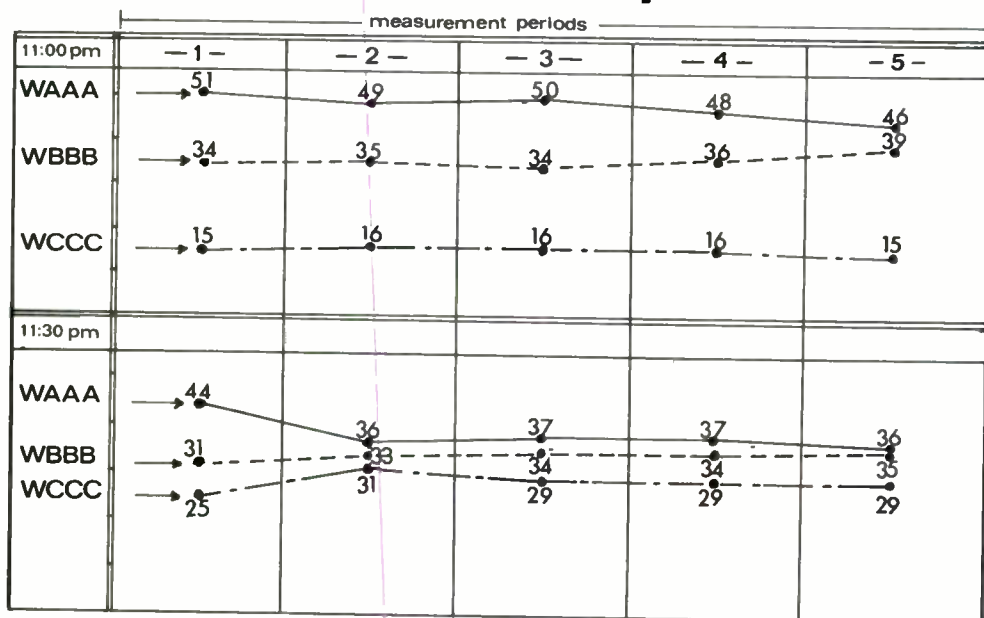 measurement periods
11:00 pm — 1 — — 2 — — 3 — — 4 — — 5 —
WAAA 51 49 50 48 46
WBBB 34 35 34 36 39
WCCC 15 16 16 16 15
11:30 pm
WAAA 44 36 37 37 36
WBBB 31 33 34 34 35
WCCC 25 31 29 29 29